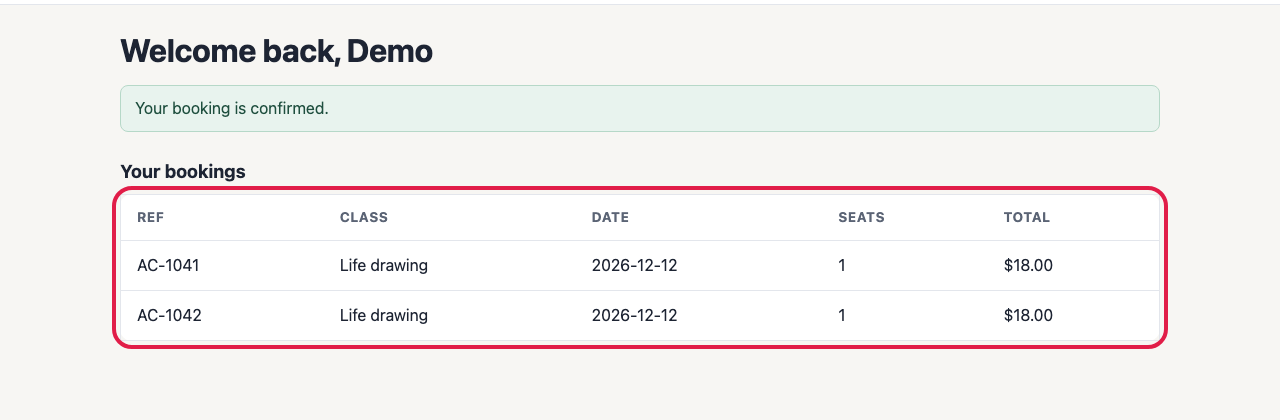 Welcome back, Demo
Your booking is confirmed.
Your bookings
REF CLASS DATE SEATS TOTAL
AC-1041 Life drawing 2026-12-12 1 $18.00
AC-1042 Life drawing 2026-12-12 1 $18.00